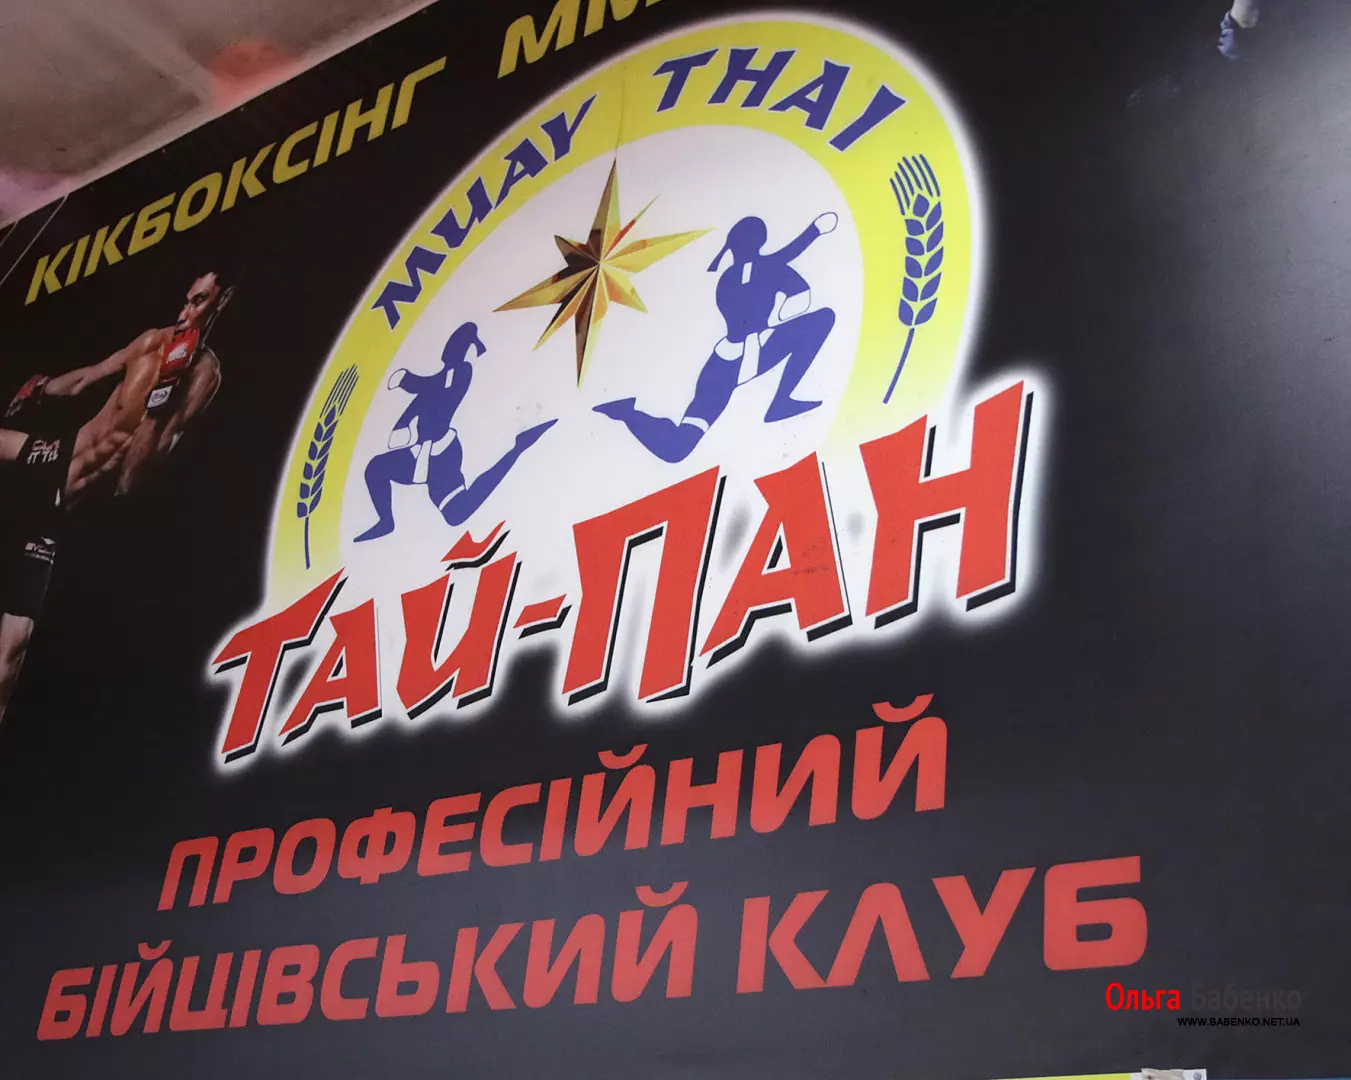 КІКБОКСІНГ
MUAY THAI
ТАЙ-ПАН
ПРОФЕСІЙНИЙ
БІЙЦІВСЬКИЙ КЛУБ
Ольга Бабенко
WWW.BABENKO.NET.UA